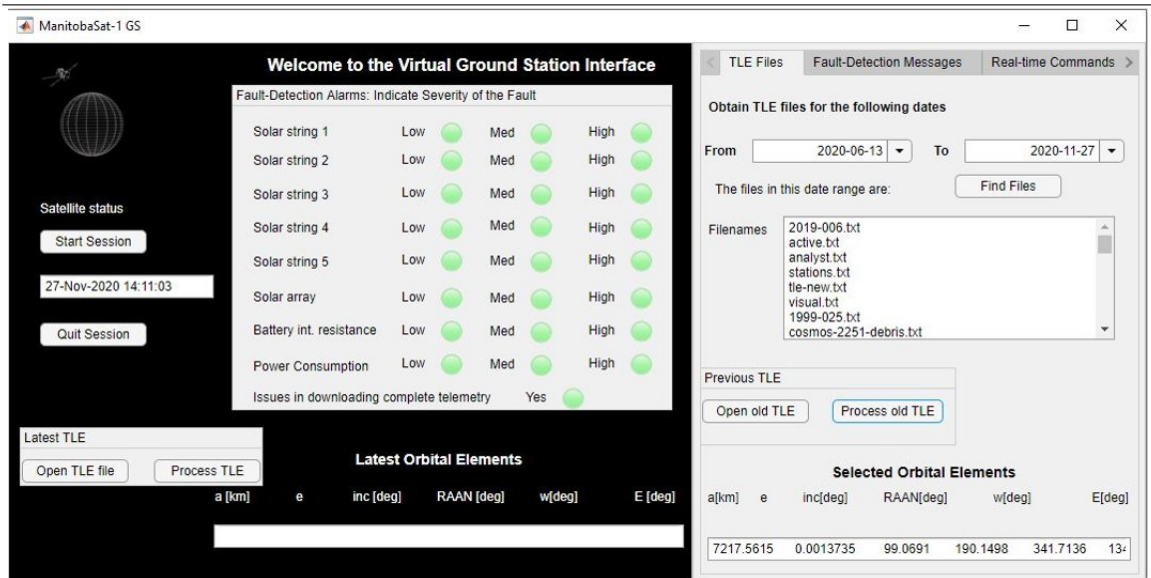 ManitobaSat-1 GS
Welcome to the Virtual Ground Station Interface
Fault-Detection Alarms: Indicate Severity of the Fault
Solar string 1 Low Med High
Solar string 2 Low Med High
Solar string 3 Low Med High
Solar string 4 Low Med High
Solar string 5 Low Med High
Solar array Low Med High
Battery int. resistance Low Med High
Power Consumption Low Med High
Issues in downloading complete telemetry Yes
Satellite status
Start Session
27-Nov-2020 14:11:03
Quit Session
Latest TLE
Open TLE file Process TLE
Latest Orbital Elements
a [km] e inc [deg] RAAN [deg] w[deg] E [deg]
TLE Files Fault-Detection Messages Real-time Commands
Obtain TLE files for the following dates
From 2020-06-13 To 2020-11-27
The files in this date range are: Find Files
Filenames
2019-006.txt
active.txt
analyst.txt
stations.txt
tle-new.txt
visual.txt
1999-025.txt
cosmos-2251-debris.txt
Previous TLE
Open old TLE Process old TLE
Selected Orbital Elements
a[km] e inc[deg] RAAN[deg] w[deg] E[deg]
7217.5615 0.0013735 99.0691 190.1498 341.7136